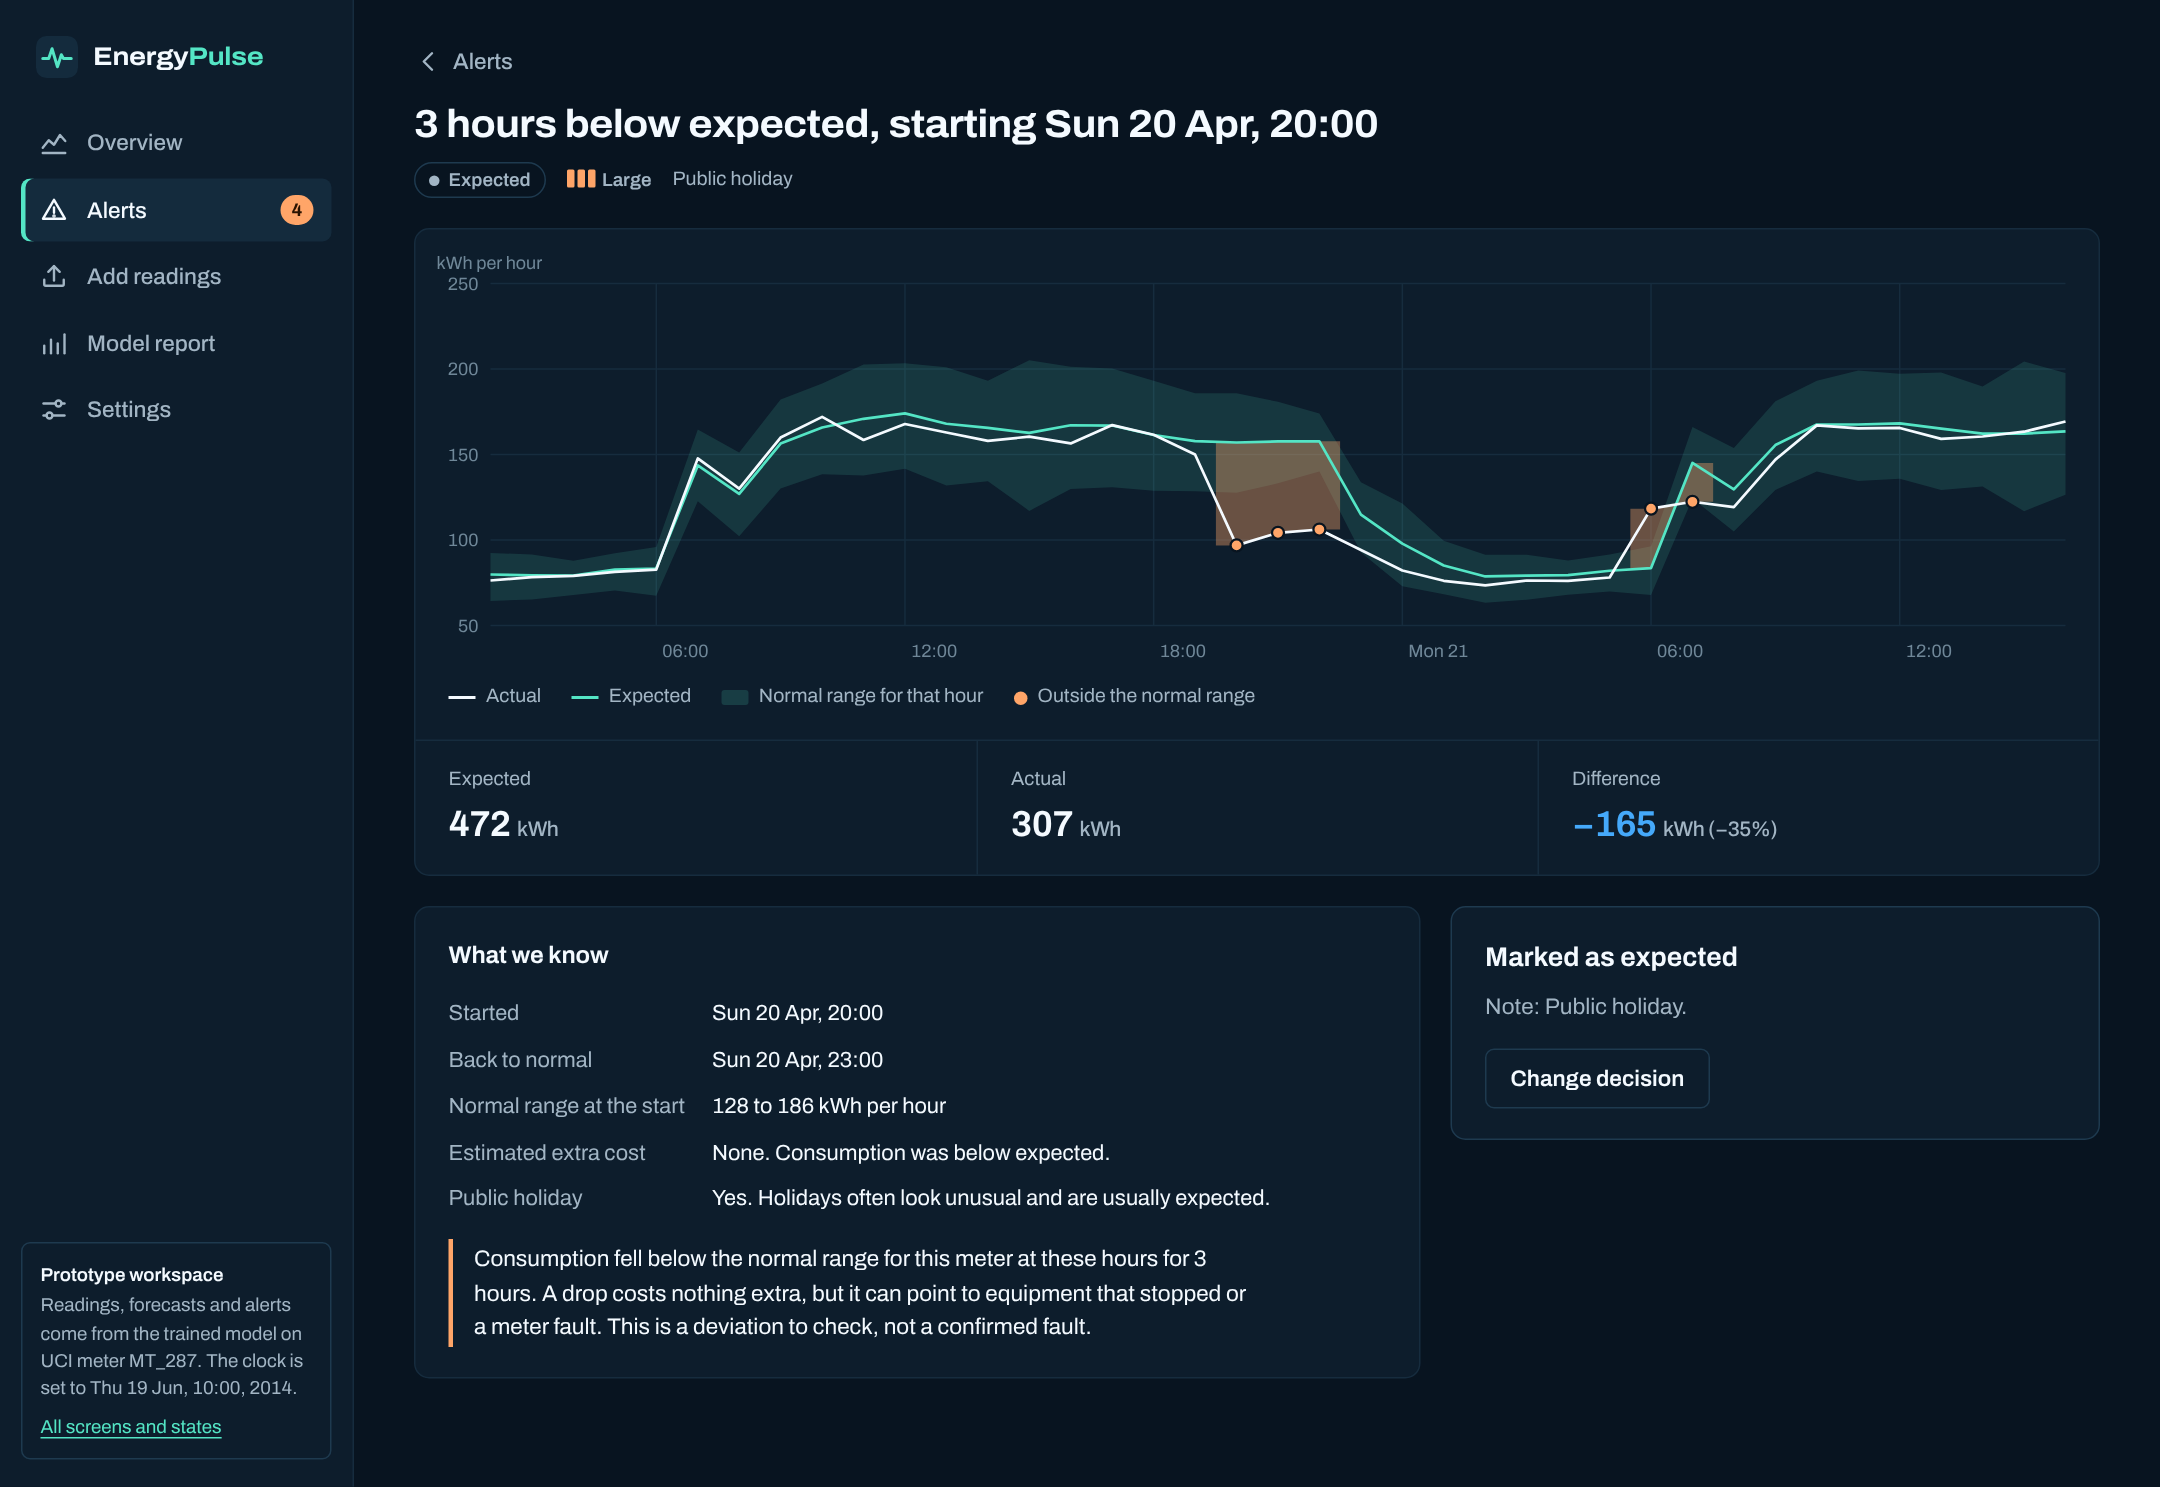 EnergyPulse
Overview
Alerts
4
Add readings
Model report
Settings
Prototype workspace
Readings, forecasts and alerts
come from the trained model on
UCI meter MT_287. The clock is
set to Thu 19 Jun, 10:00, 2014.
All screens and states
Alerts
3 hours below expected, starting Sun 20 Apr, 20:00
Expected
Large
Public holiday
kWh per hour
250
200
150
100
50
06:00
12:00
18:00
Mon 21
06:00
12:00
Actual
Expected
Normal range for that hour
Outside the normal range
Expected
472 kWh
Actual
307 kWh
Difference
−165 kWh (−35%)
What we know
Started
Sun 20 Apr, 20:00
Back to normal
Sun 20 Apr, 23:00
Normal range at the start
128 to 186 kWh per hour
Estimated extra cost
None. Consumption was below expected.
Public holiday
Yes. Holidays often look unusual and are usually expected.
Consumption fell below the normal range for this meter at these hours for 3
hours. A drop costs nothing extra, but it can point to equipment that stopped or
a meter fault. This is a deviation to check, not a confirmed fault.
Marked as expected
Note: Public holiday.
Change decision